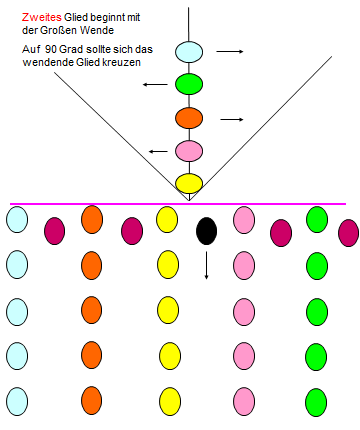 Zweites Glied beginnt mit
der Großen Wende
Auf 90 Grad sollte sich das
wendende Glied kreuzen